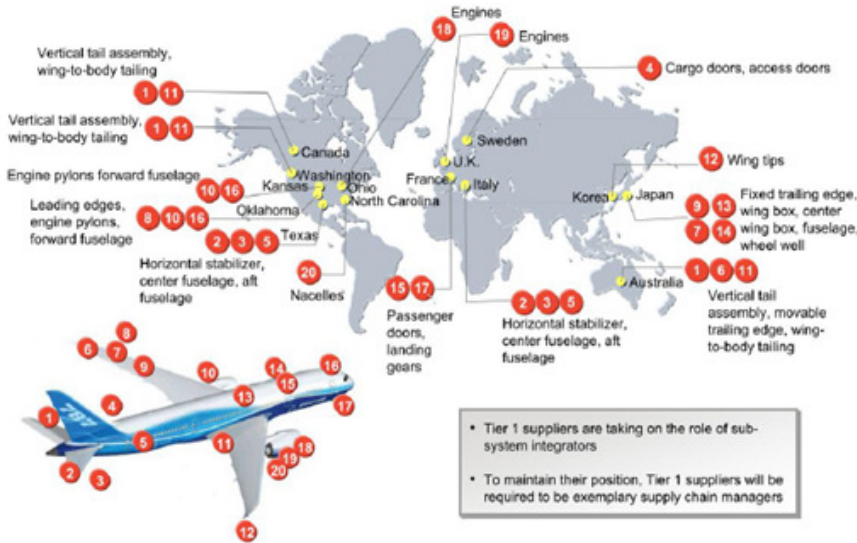 Engines
18
19 Engines
Vertical tail assembly,
wing-to-body tailing
1 11
4 Cargo doors, access doors
Vertical tail assembly,
wing-to-body tailing
1 11
Canada
Washington
Kansas
Ohio
Oklahoma
North Carolina
Texas
Sweden
U.K.
France
Italy
Korea
Japan
Australia
Engine pylons forward fuselage
10 16
Leading edges,
engine pylons,
forward fuselage
8 10 16
2 3 5
Horizontal stabilizer,
center fuselage, aft
fuselage
20
Nacelles
15 17
Passenger
doors,
landing
gears
2 3 5
Horizontal stabilizer,
center fuselage, aft
fuselage
12 Wing tips
9 13
7 14
Fixed trailing edge,
wing box, center
wing box, fuselage,
wheel well
1 6 11
Vertical tail
assembly, movable
trailing edge, wing-
to-body tailing
8
6 7
9
10
14
15
16
13
17
4
1
787
5
11
2
3
18
19
20
12
• Tier 1 suppliers are taking on the role of sub-
system integrators
• To maintain their position, Tier 1 suppliers will be
required to be exemplary supply chain managers